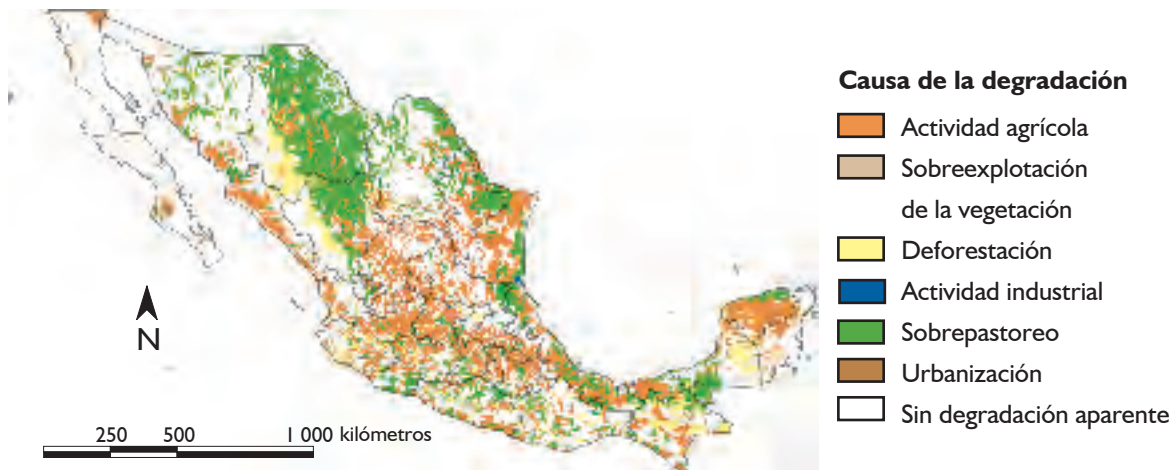 Causa de la degradación
Actividad agrícola
Sobreexplotación
de la vegetación
Deforestación
Actividad industrial
Sobrepastoreo
Urbanización
Sin degradación aparente
N
250 500 1 000 kilómetros